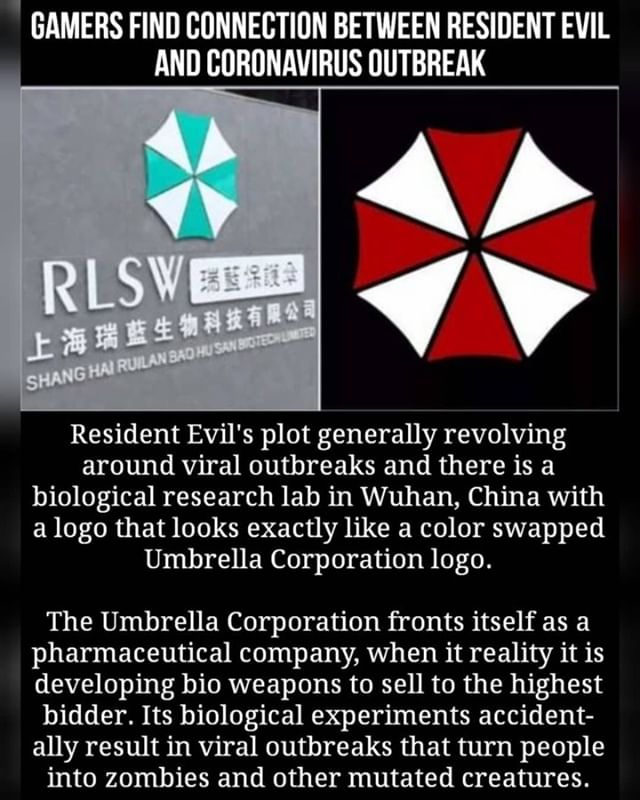 GAMERS FIND CONNECTION BETWEEN RESIDENT EVIL
AND CORONAVIRUS OUTBREAK
RLSW 瑞藍保護傘
上海瑞藍生物科技有限公司
SHANG HAI RUILAN BAO HU SAN BIOTECH LIMITED
Resident Evil's plot generally revolving
around viral outbreaks and there is a
biological research lab in Wuhan, China with
a logo that looks exactly like a color swapped
Umbrella Corporation logo.
The Umbrella Corporation fronts itself as a
pharmaceutical company, when it reality it is
developing bio weapons to sell to the highest
bidder. Its biological experiments accident-
ally result in viral outbreaks that turn people
into zombies and other mutated creatures.